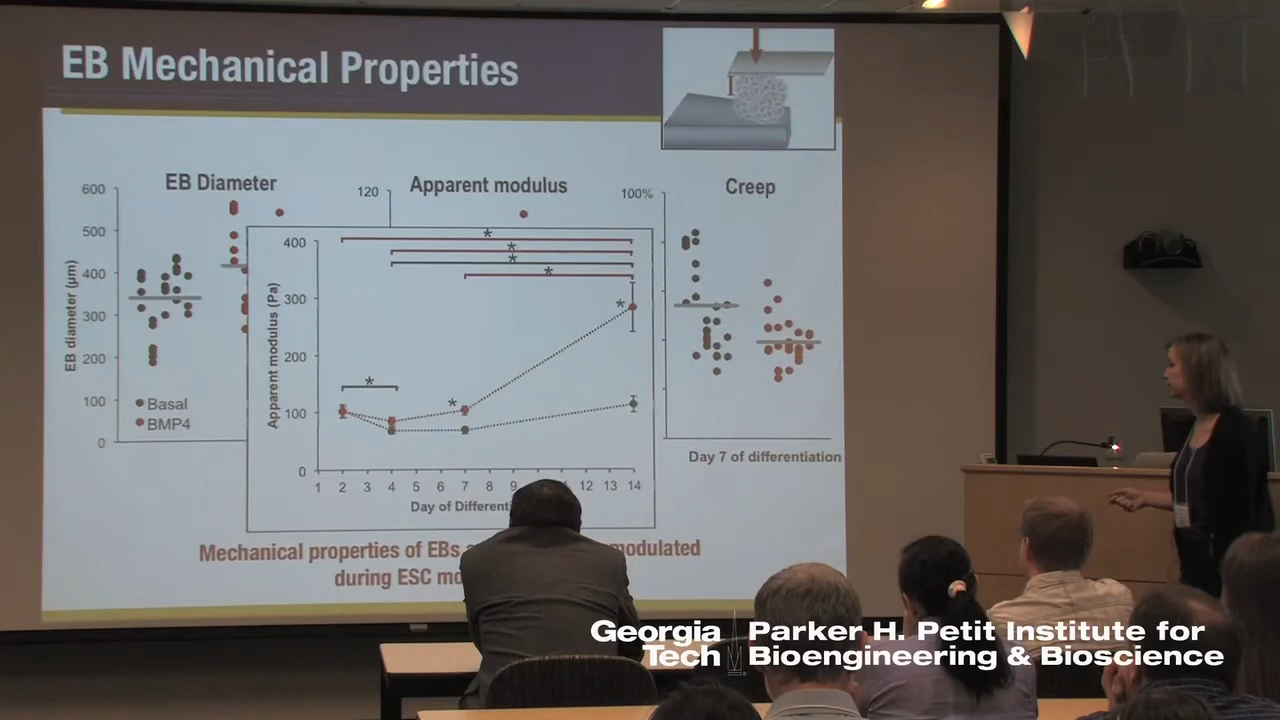 EB Mechanical Properties
EB Diameter
Apparent modulus
Creep
600
500
400
300
200
100
0
EB diameter (µm)
Basal
BMP4
120
100%
400
300
200
100
0
Apparent modulus (Pa)
*
*
*
*
*
*
*
1 2 3 4 5 6 7 8 9 12 13 14
Day of Differenti
Day 7 of differentiation
Mechanical properties of EBs modulated
during ESC mo
Georgia Tech
Parker H. Petit Institute for
Bioengineering & Bioscience